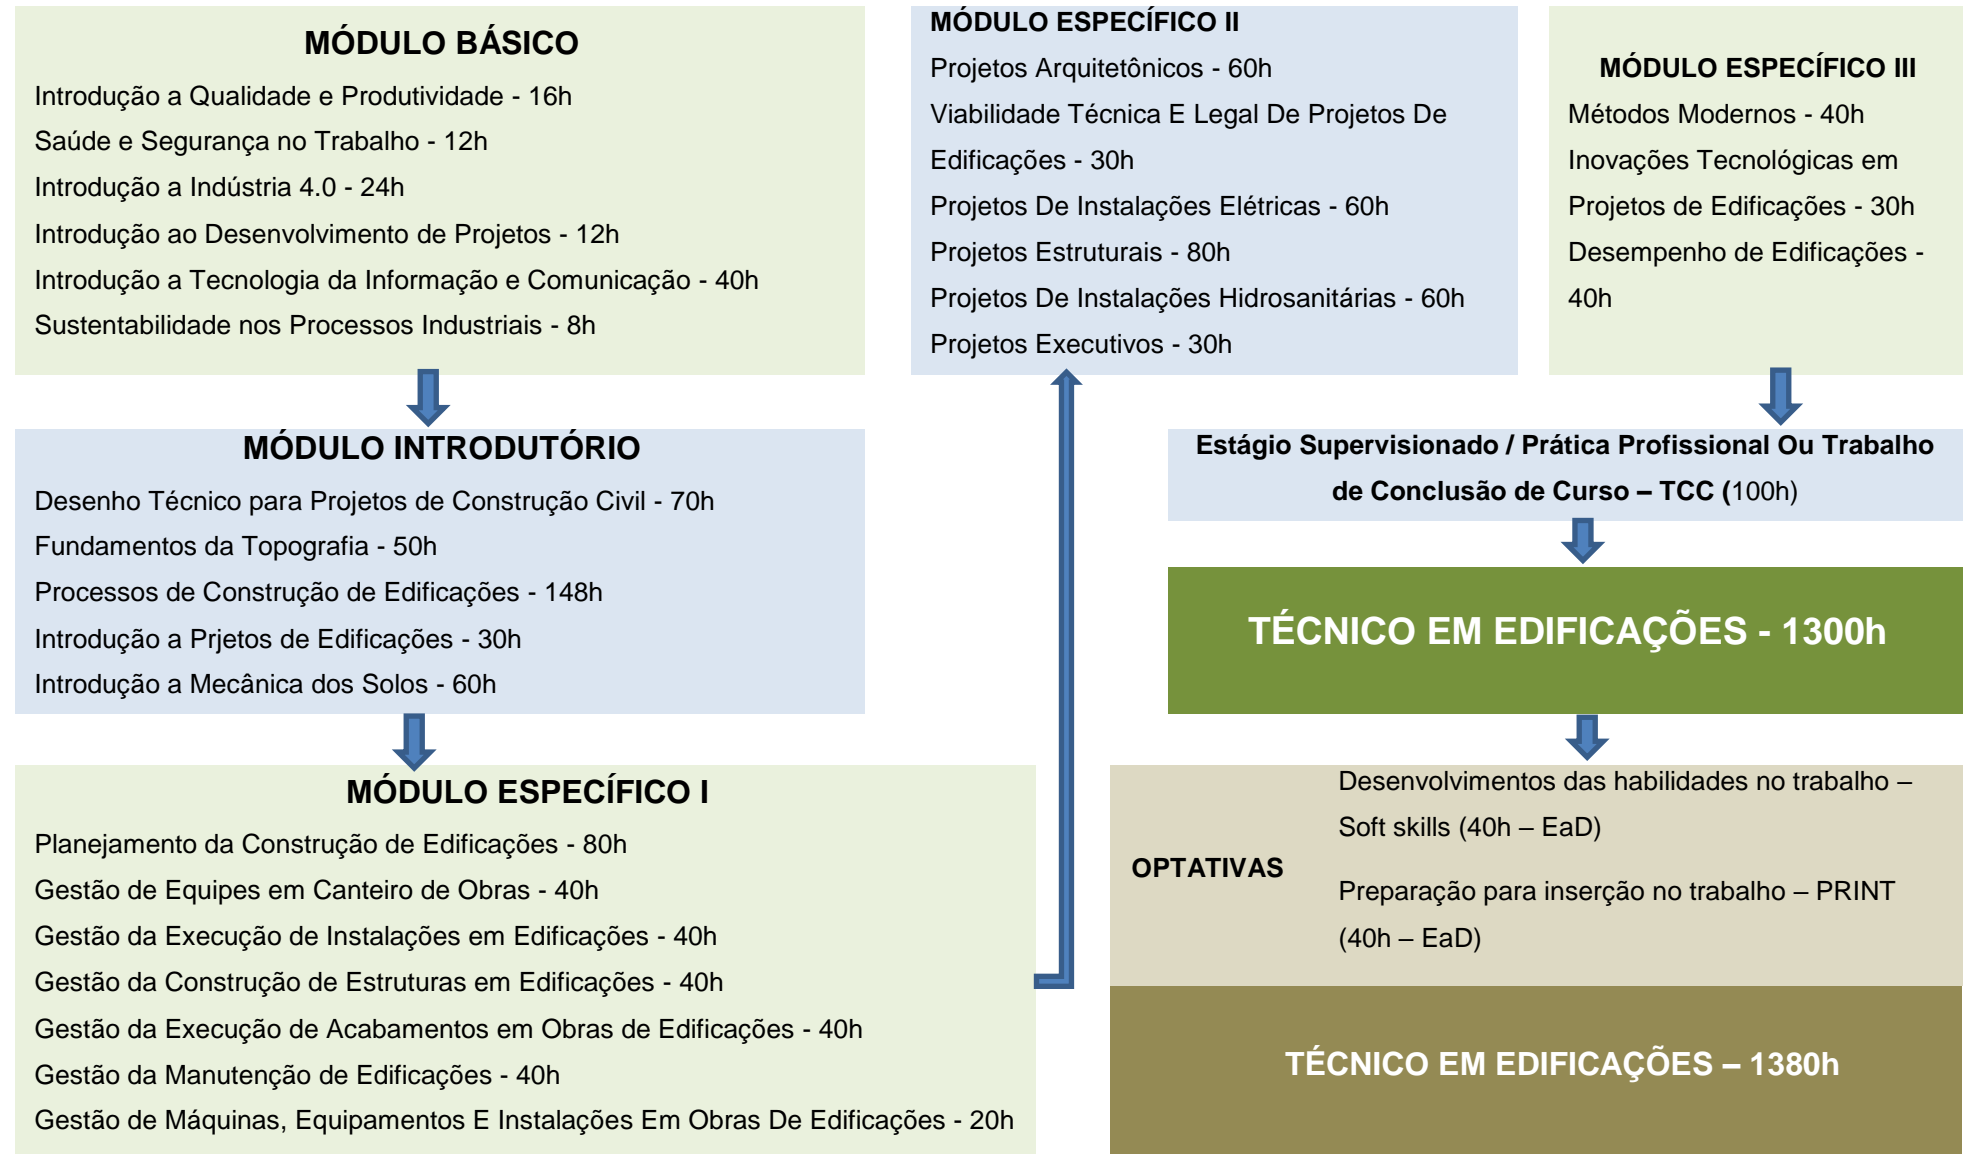 MÓDULO BÁSICO
Introdução a Qualidade e Produtividade - 16h
Saúde e Segurança no Trabalho - 12h
Introdução a Indústria 4.0 - 24h
Introdução ao Desenvolvimento de Projetos - 12h
Introdução a Tecnologia da Informação e Comunicação - 40h
Sustentabilidade nos Processos Industriais - 8h
MÓDULO INTRODUTÓRIO
Desenho Técnico para Projetos de Construção Civil - 70h
Fundamentos da Topografia - 50h
Processos de Construção de Edificações - 148h
Introdução a Prjetos de Edificações - 30h
Introdução a Mecânica dos Solos - 60h
MÓDULO ESPECÍFICO I
Planejamento da Construção de Edificações - 80h
Gestão de Equipes em Canteiro de Obras - 40h
Gestão da Execução de Instalações em Edificações - 40h
Gestão da Construção de Estruturas em Edificações - 40h
Gestão da Execução de Acabamentos em Obras de Edificações - 40h
Gestão da Manutenção de Edificações - 40h
Gestão de Máquinas, Equipamentos E Instalações Em Obras De Edificações - 20h
MÓDULO ESPECÍFICO II
Projetos Arquitetônicos - 60h
Viabilidade Técnica E Legal De Projetos De
Edificações - 30h
Projetos De Instalações Elétricas - 60h
Projetos Estruturais - 80h
Projetos De Instalações Hidrosanitárias - 60h
Projetos Executivos - 30h
MÓDULO ESPECÍFICO III
Métodos Modernos - 40h
Inovações Tecnológicas em
Projetos de Edificações - 30h
Desempenho de Edificações -
40h
Estágio Supervisionado / Prática Profissional Ou Trabalho
de Conclusão de Curso – TCC (100h)
TÉCNICO EM EDIFICAÇÕES - 1300h
OPTATIVAS
Desenvolvimentos das habilidades no trabalho –
Soft skills (40h – EaD)
Preparação para inserção no trabalho – PRINT
(40h – EaD)
TÉCNICO EM EDIFICAÇÕES – 1380h